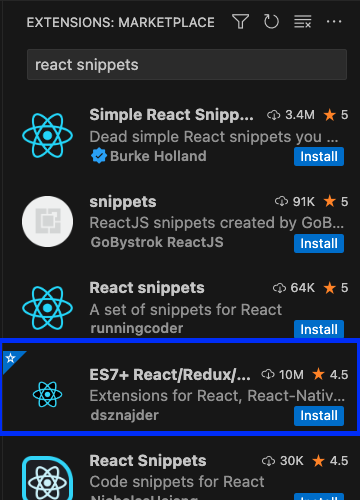 EXTENSIONS: MARKETPLACE
react snippets
Simple React Snipp... 3.4M 5
Dead simple React snippets you ...
Burke Holland Install
snippets 91K 5
ReactJS snippets created by GoB...
GoBystrok ReactJS Install
React snippets 64K 5
A set of snippets for React
runningcoder Install
ES7+ React/Redux/... 10M 4.5
Extensions for React, React-Nativ...
dsznajder Install
React Snippets 30K 4.5
Code snippets for React
Install